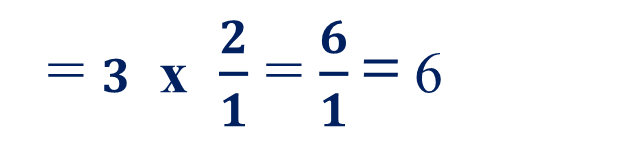 = 3 x 2/1 = 6/1 = 6